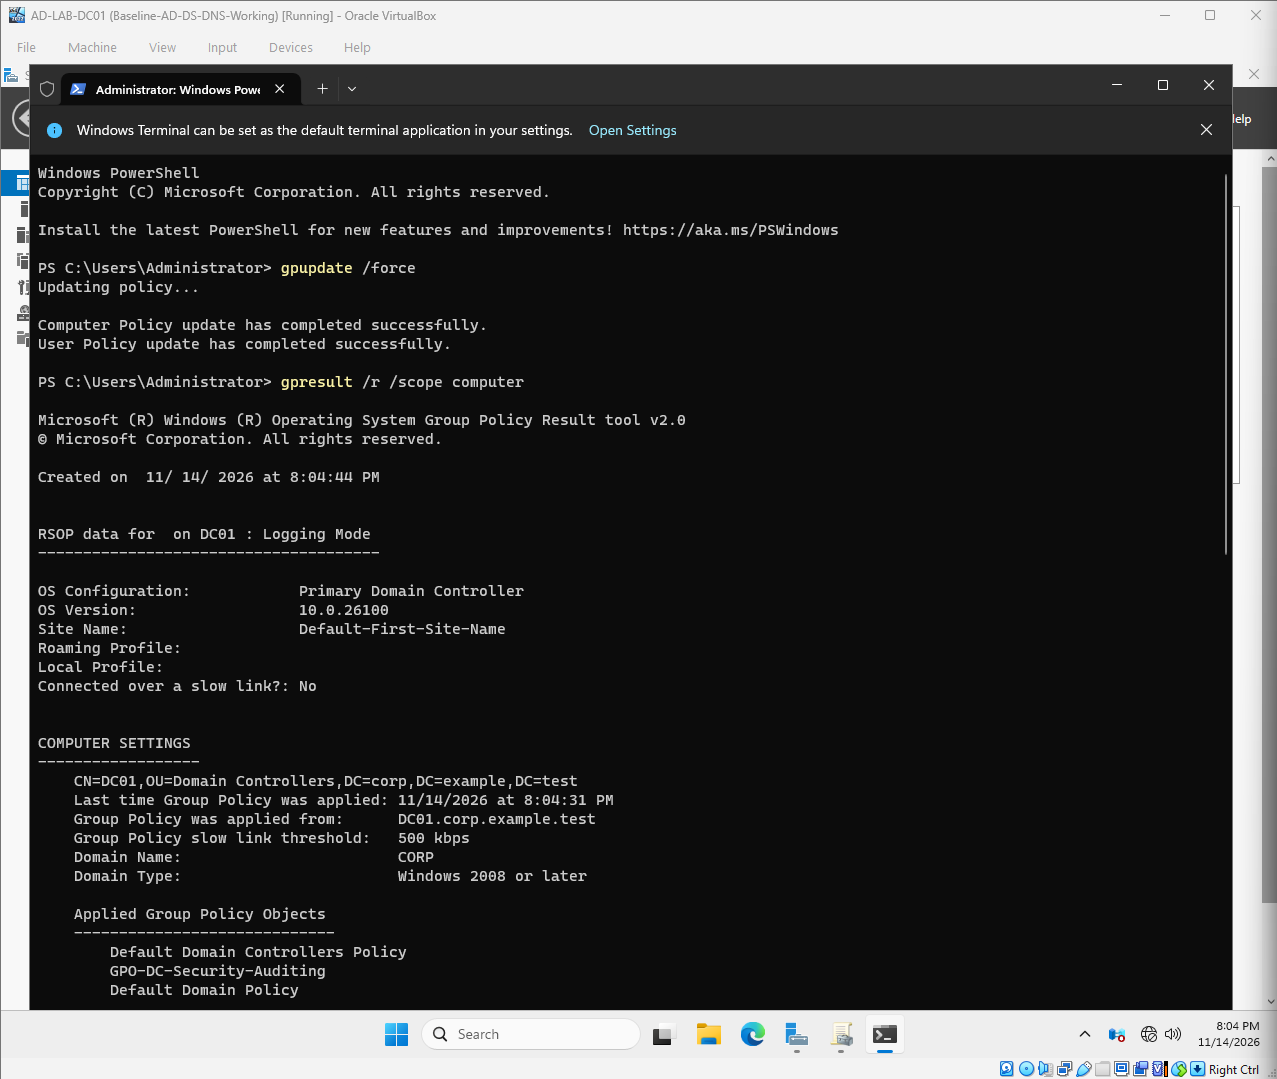 AD-LAB-DC01 (Baseline-AD-DS-DNS-Working) [Running] - Oracle VirtualBox
File Machine View Input Devices Help
Administrator: Windows Powe
Windows Terminal can be set as the default terminal application in your settings. Open Settings
elp
Windows PowerShell
Copyright (C) Microsoft Corporation. All rights reserved.
Install the latest PowerShell for new features and improvements! https://aka.ms/PSWindows
PS C:\Users\Administrator> gpupdate /force
Updating policy...
Computer Policy update has completed successfully.
User Policy update has completed successfully.
PS C:\Users\Administrator> gpresult /r /scope computer
Microsoft (R) Windows (R) Operating System Group Policy Result tool v2.0
© Microsoft Corporation. All rights reserved.
Created on  11/ 14/ 2026 at 8:04:44 PM
RSOP data for  on DC01 : Logging Mode
--------------------------------------
OS Configuration:            Primary Domain Controller
OS Version:                  10.0.26100
Site Name:                   Default-First-Site-Name
Roaming Profile:
Local Profile:
Connected over a slow link?: No
COMPUTER SETTINGS
------------------
CN=DC01,OU=Domain Controllers,DC=corp,DC=example,DC=test
Last time Group Policy was applied: 11/14/2026 at 8:04:31 PM
Group Policy was applied from:      DC01.corp.example.test
Group Policy slow link threshold:   500 kbps
Domain Name:                        CORP
Domain Type:                        Windows 2008 or later
Applied Group Policy Objects
-----------------------------
Default Domain Controllers Policy
GPO-DC-Security-Auditing
Default Domain Policy
Search
8:04 PM
11/14/2026
Right Ctrl